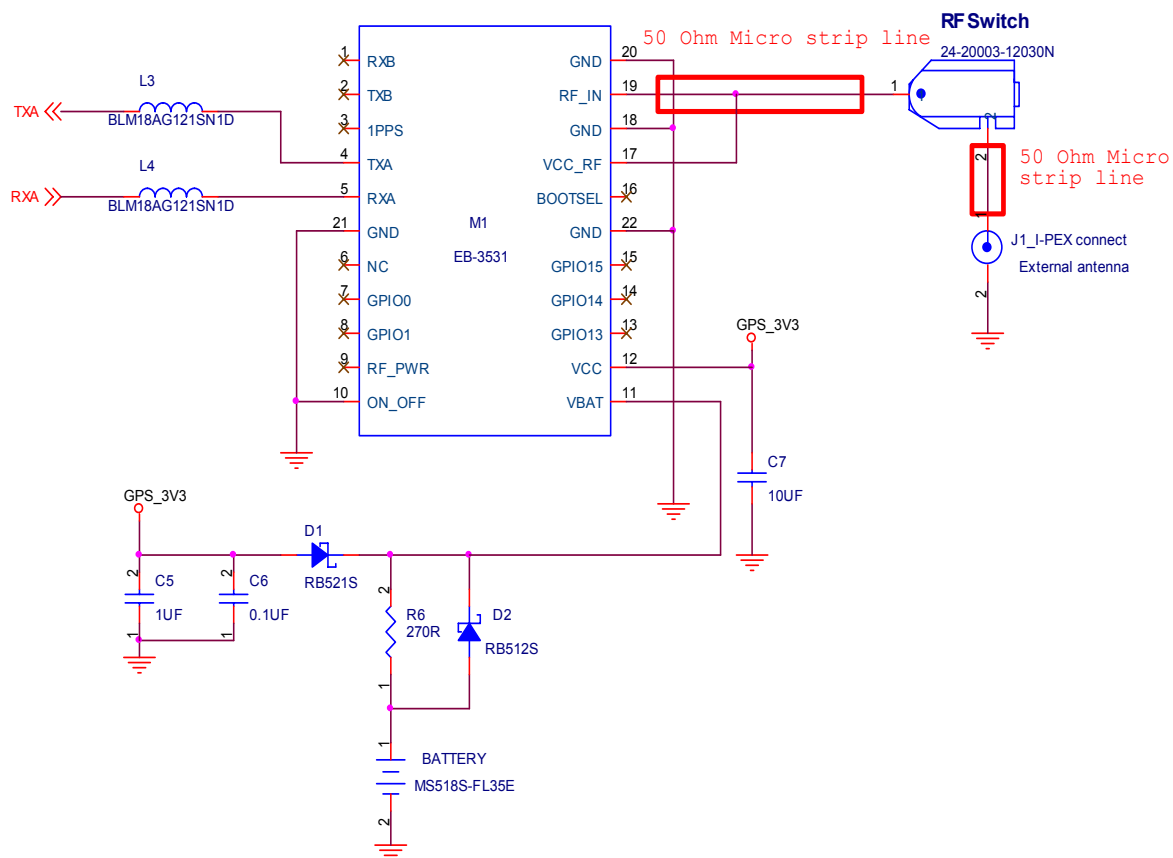 RF Switch
50 Ohm Micro strip line
24-20003-12030N
1
2
2
50 Ohm Micro
strip line
1
J1_I-PEX connect
External antenna
2
L3
TXA
BLM18AG121SN1D
L4
RXA
BLM18AG121SN1D
1 RXB
2 TXB
3 1PPS
4 TXA
5 RXA
21 GND
6 NC
7 GPIO0
8 GPIO1
9 RF_PWR
10 ON_OFF
M1
EB-3531
GND 20
RF_IN 19
GND 18
VCC_RF 17
BOOTSEL 16
GND 22
GPIO15 15
GPIO14 14
GPIO13 13
VCC 12
VBAT 11
GPS_3V3
C7
10UF
GPS_3V3
D1
RB521S
2
C5
1UF
1
2
C6
0.1UF
1
2
R6
270R
1
D2
RB512S
1
BATTERY
MS518S-FL35E
2